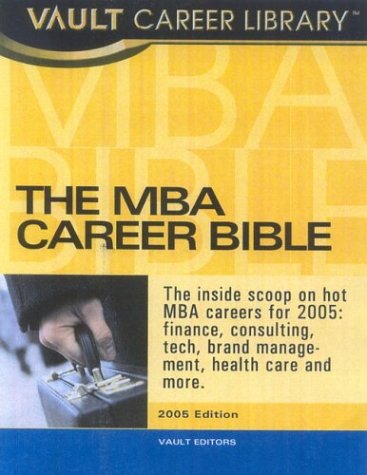 VAULT CAREER LIBRARY™
MBA
BIBLE
THE MBA
CAREER BIBLE
The inside scoop on hot
MBA careers for 2005:
finance, consulting,
tech, brand manage-
ment, health care and
more.
2005 Edition
VAULT EDITORS